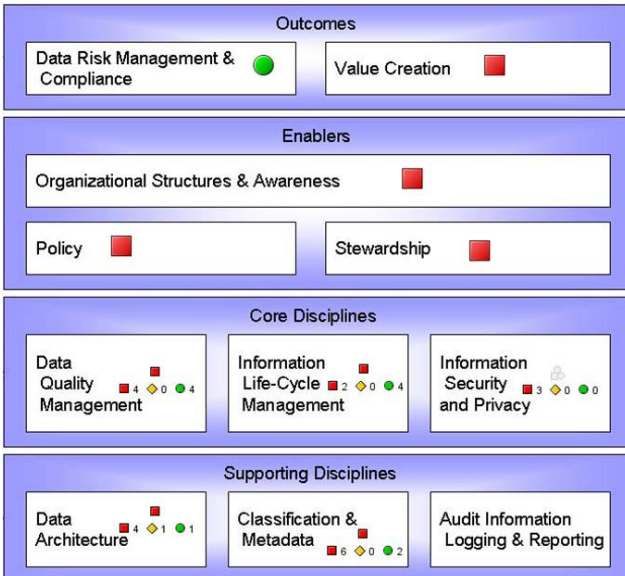 Outcomes
Data Risk Management &
Compliance
Value Creation
Enablers
Organizational Structures & Awareness
Policy
Stewardship
Core Disciplines
Data
Quality
Management
4 0 4
Information
Life-Cycle
Management
2 0 4
Information
Security
and Privacy
3 0 0
Supporting Disciplines
Data
Architecture
4 1 1
Classification &
Metadata
6 0 2
Audit Information
Logging & Reporting